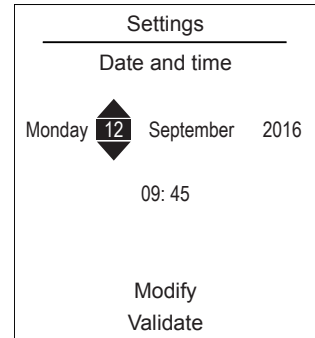 Settings
Date and time
Monday 12 September 2016
09: 45
Modify
Validate